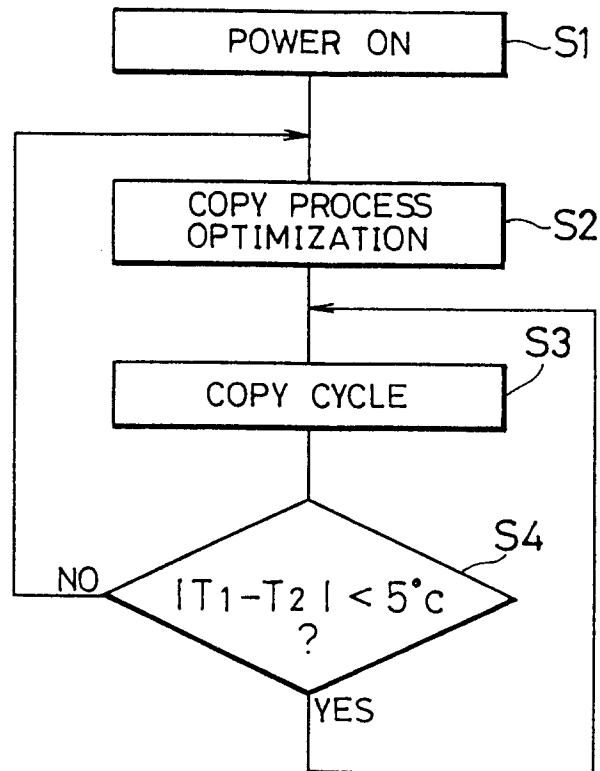 POWER ON
S1
COPY PROCESS
OPTIMIZATION
S2
S3
COPY CYCLE
S4
NO
|T1-T2| < 5°c
?
YES